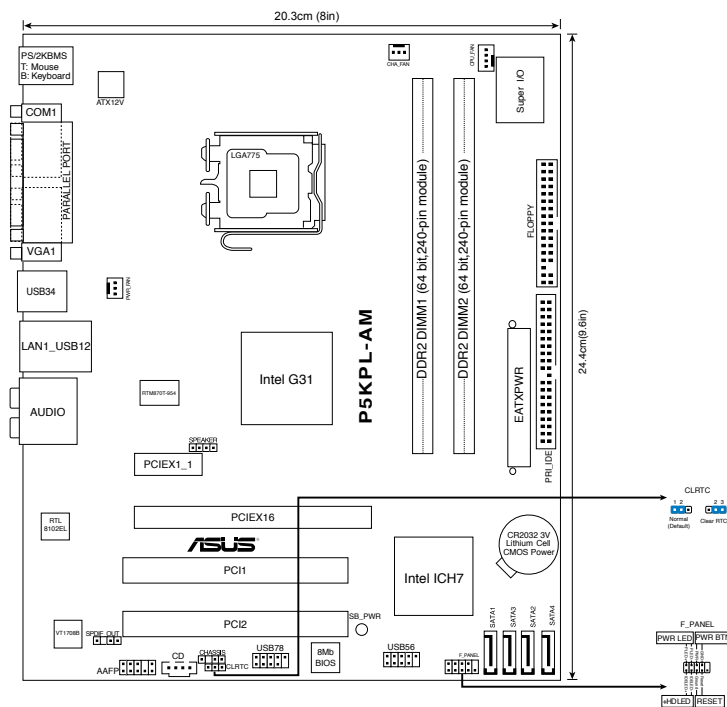 20.3cm (8in)
PS/2KBMS
T: Mouse
B: Keyboard
ATX12V
CHA_FAN
CPU_FAN
Super I/O
COM1
PARALLEL PORT
VGA1
LGA775
DDR2 DIMM1 (64 bit,240-pin module)
DDR2 DIMM2 (64 bit,240-pin module)
FLOPPY
24.4cm(9.6in)
USB34
PWR_FAN
LAN1_USB12
Intel G31
P5KPL-AM
EATXPWR
PRI_IDE
AUDIO
RTM870T-954
SPEAKER
PCIEX1_1
CLRTC
1 2
2 3
Normal
(Default)
Clear RTC
PCIEX16
RTL
8102EL
ASUS
CR2032 3V
Lithium Cell
CMOS Power
PCI1
Intel ICH7
PCI2
SB_PWR
SATA1
SATA3
SATA2
SATA4
VT1708B
SPDIF_OUT
CD
CHASSIS
CLRTC
USB78
8Mb
BIOS
USB56
F_PANEL
AAFP
F_PANEL
PWR LED
PWR BTN
+HDLED
RESET